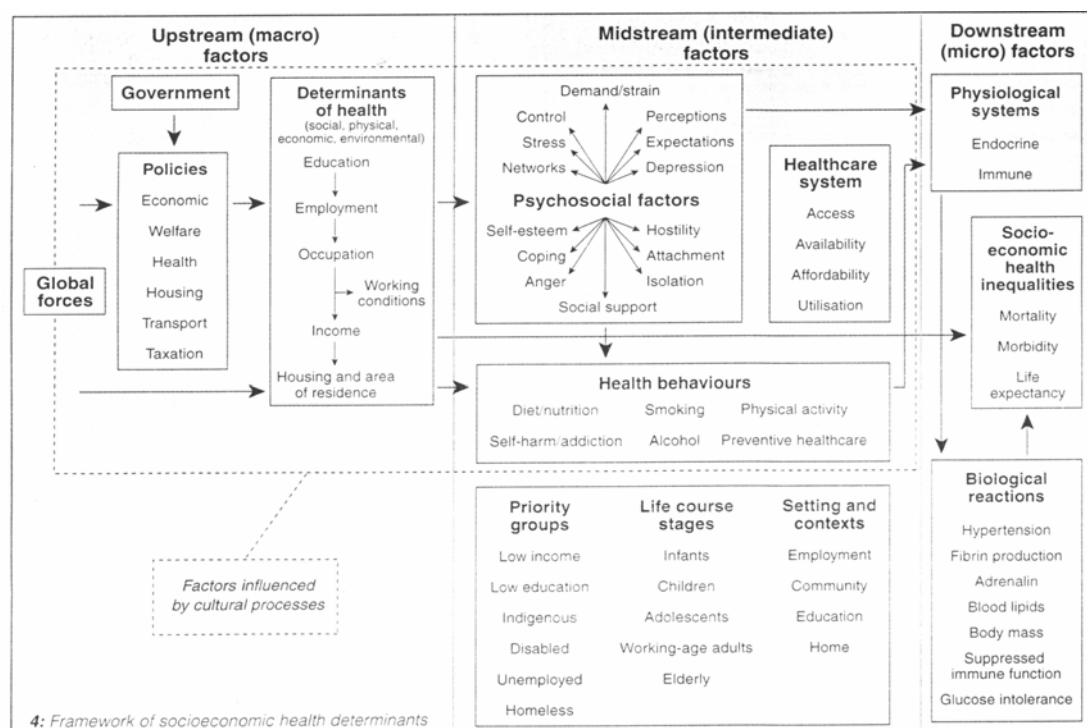 Upstream (macro)
factors
Midstream (intermediate)
factors
Downstream
(micro) factors
Government
Policies
Economic
Welfare
Health
Housing
Transport
Taxation
Global
forces
Determinants
of health
(social, physical,
economic, environmental)
Education
Employment
Occupation
Working
conditions
Income
Housing and area
of residence
Demand/strain
Control
Perceptions
Stress
Expectations
Networks
Depression
Psychosocial factors
Self-esteem
Hostility
Coping
Attachment
Anger
Isolation
Social support
Healthcare
system
Access
Availability
Affordability
Utilisation
Health behaviours
Diet/nutrition
Smoking
Physical activity
Self-harm/addiction
Alcohol
Preventive healthcare
Priority
groups
Low income
Low education
Indigenous
Disabled
Unemployed
Homeless
Life course
stages
Infants
Children
Adolescents
Working-age adults
Elderly
Setting and
contexts
Employment
Community
Education
Home
Physiological
systems
Endocrine
Immune
Socio-
economic
health
inequalities
Mortality
Morbidity
Life
expectancy
Biological
reactions
Hypertension
Fibrin production
Adrenalin
Blood lipids
Body mass
Suppressed
immune function
Glucose intolerance
Factors influenced
by cultural processes
4: Framework of socioeconomic health determinants